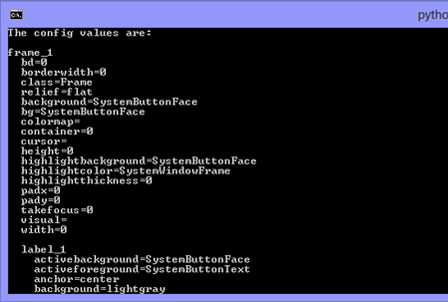 pytho
The config values are:
frame_1
bd=0
borderwidth=0
class=Frame
relief=flat
background=SystemButtonFace
bg=SystemButtonFace
colormap=
container=0
cursor=
height=0
highlightbackground=SystemButtonFace
highlightcolor=SystemWindowFrame
highlightthickness=0
padx=0
pady=0
takefocus=0
visual=
width=0
label_1
activebackground=SystemButtonFace
activeforeground=SystemButtonText
anchor=center
background=lightgray